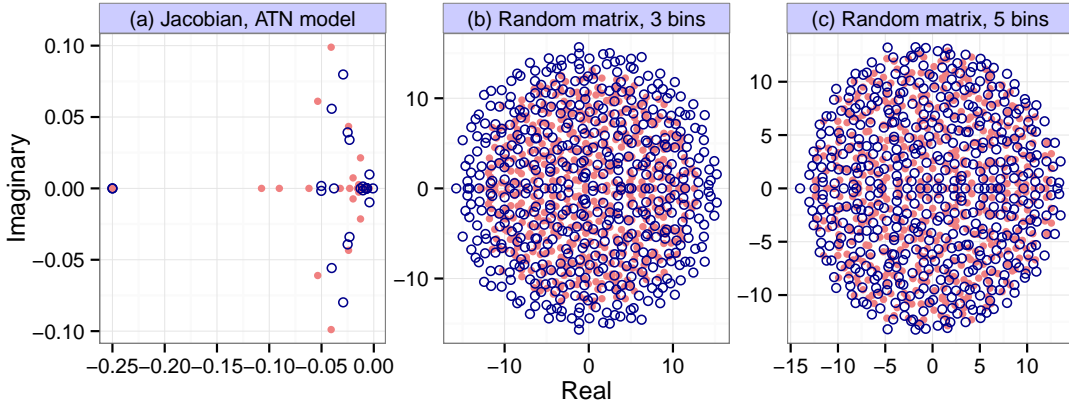 (a) Jacobian, ATN model
(b) Random matrix, 3 bins
(c) Random matrix, 5 bins
Imaginary
0.10
0.05
0.00
−0.05
−0.10
−0.25 −0.20 −0.15 −0.10 −0.05 0.00
10
0
−10
−10 0 10
10
5
0
−5
−10
−15 −10 −5 0 5 10
Real